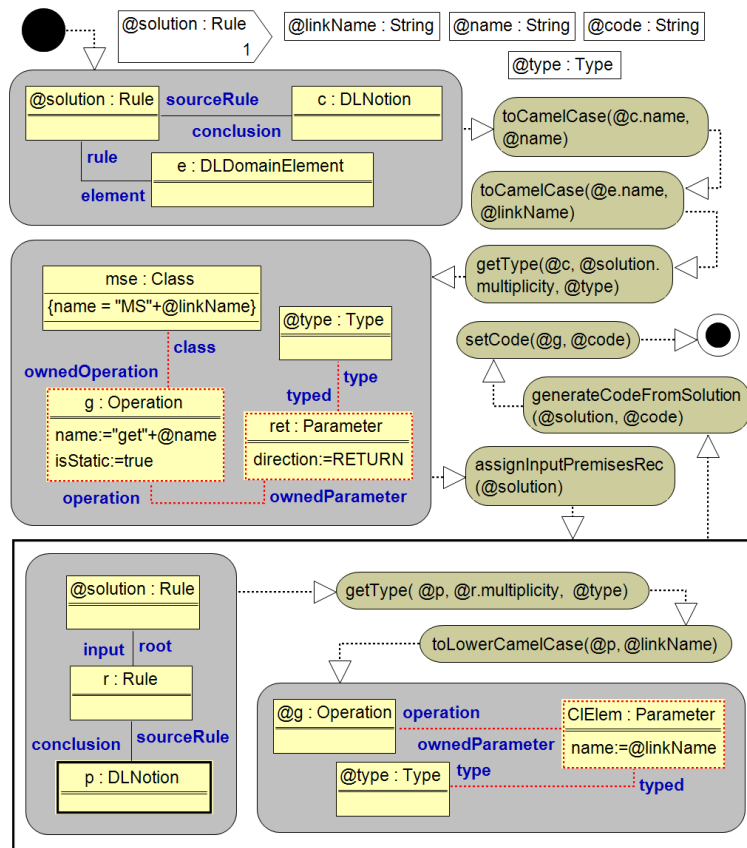 @solution : Rule
1
@linkName : String
@name : String
@code : String
@type : Type
@solution : Rule
sourceRule
conclusion
c : DLNotion
rule
element
e : DLDomainElement
toCamelCase(@c.name,
@name)
toCamelCase(@e.name,
@linkName)
getType(@c, @solution.
multiplicity, @type)
mse : Class
{name = "MS"+@linkName}
class
ownedOperation
@type : Type
type
typed
g : Operation
name:="get"+@name
isStatic:=true
operation
ret : Parameter
direction:=RETURN
ownedParameter
setCode(@g, @code)
generateCodeFromSolution
(@solution, @code)
assignInputPremisesRec
(@solution)
@solution : Rule
input
root
r : Rule
conclusion
sourceRule
p : DLNotion
getType( @p, @r.multiplicity, @type)
toLowerCamelCase(@p, @linkName)
@g : Operation
operation
ownedParameter
ClElem : Parameter
name:=@linkName
@type : Type
type
typed